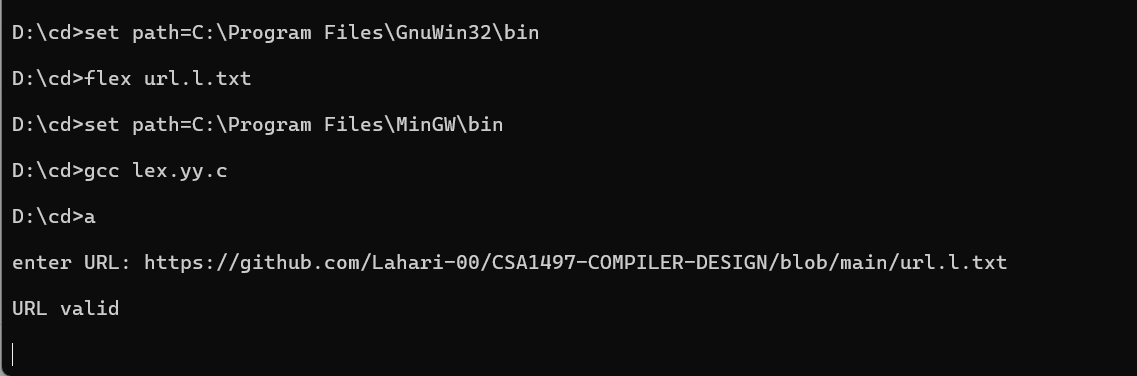 D:\cd>set path=C:\Program Files\GnuWin32\bin
D:\cd>flex url.l.txt
D:\cd>set path=C:\Program Files\MinGW\bin
D:\cd>gcc lex.yy.c
D:\cd>a
enter URL: https://github.com/Lahari-00/CSA1497-COMPILER-DESIGN/blob/main/url.l.txt
URL valid